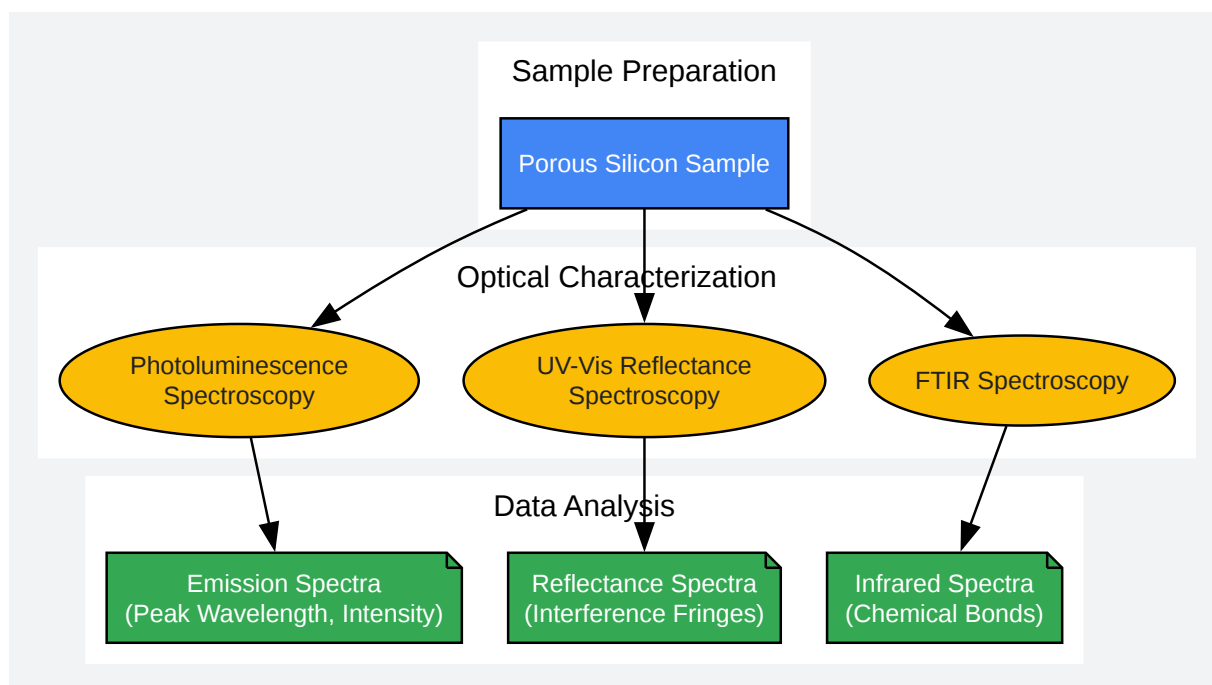 Sample Preparation
Porous Silicon Sample
Optical Characterization
Photoluminescence
Spectroscopy
UV-Vis Reflectance
Spectroscopy
FTIR Spectroscopy
Data Analysis
Emission Spectra
(Peak Wavelength, Intensity)
Reflectance Spectra
(Interference Fringes)
Infrared Spectra
(Chemical Bonds)